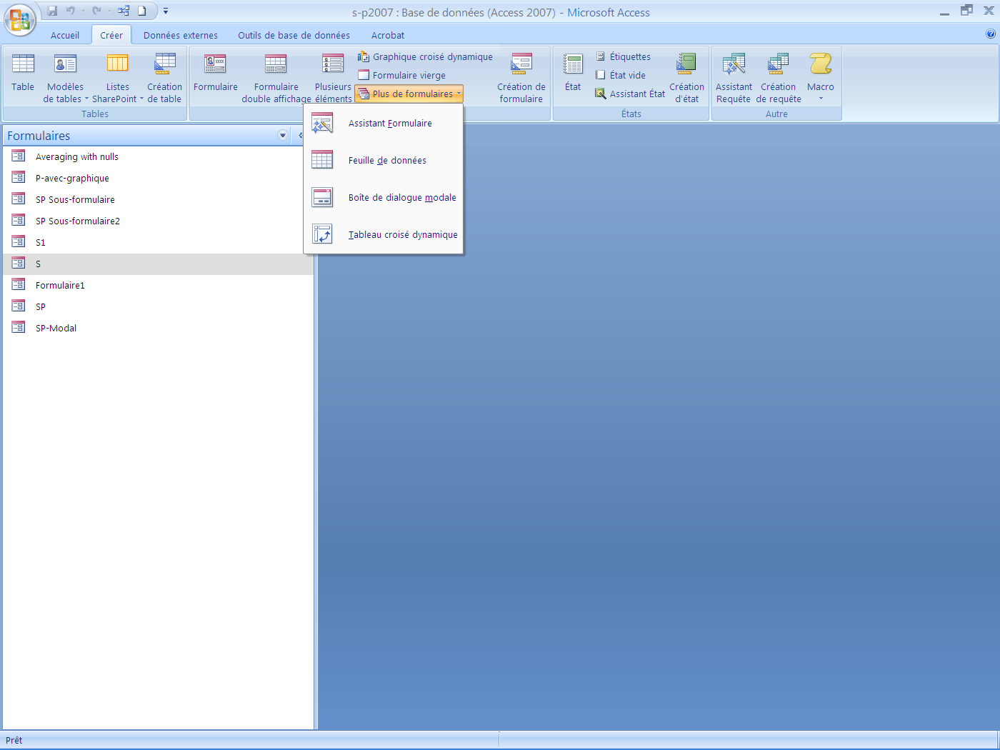 s-p2007 : Base de données (Access 2007) - Microsoft Access
Accueil Créer Données externes Outils de base de données Acrobat
Table
Modèles
de tables
Listes
SharePoint
Création
de table
Tables
Formulaire
Formulaire
double affichage
Plusieurs
éléments
Graphique croisé dynamique
Formulaire vierge
Plus de formulaires
Création de
formulaire
État
Étiquettes
État vide
Assistant État
Création
d'état
États
Assistant
Requête
Création
de requête
Macro
Autre
Assistant Formulaire
Feuille de données
Boîte de dialogue modale
Tableau croisé dynamique
Formulaires
Averaging with nulls
P-avec-graphique
SP Sous-formulaire
SP Sous-formulaire2
S1
S
Formulaire1
SP
SP-Modal
Prêt